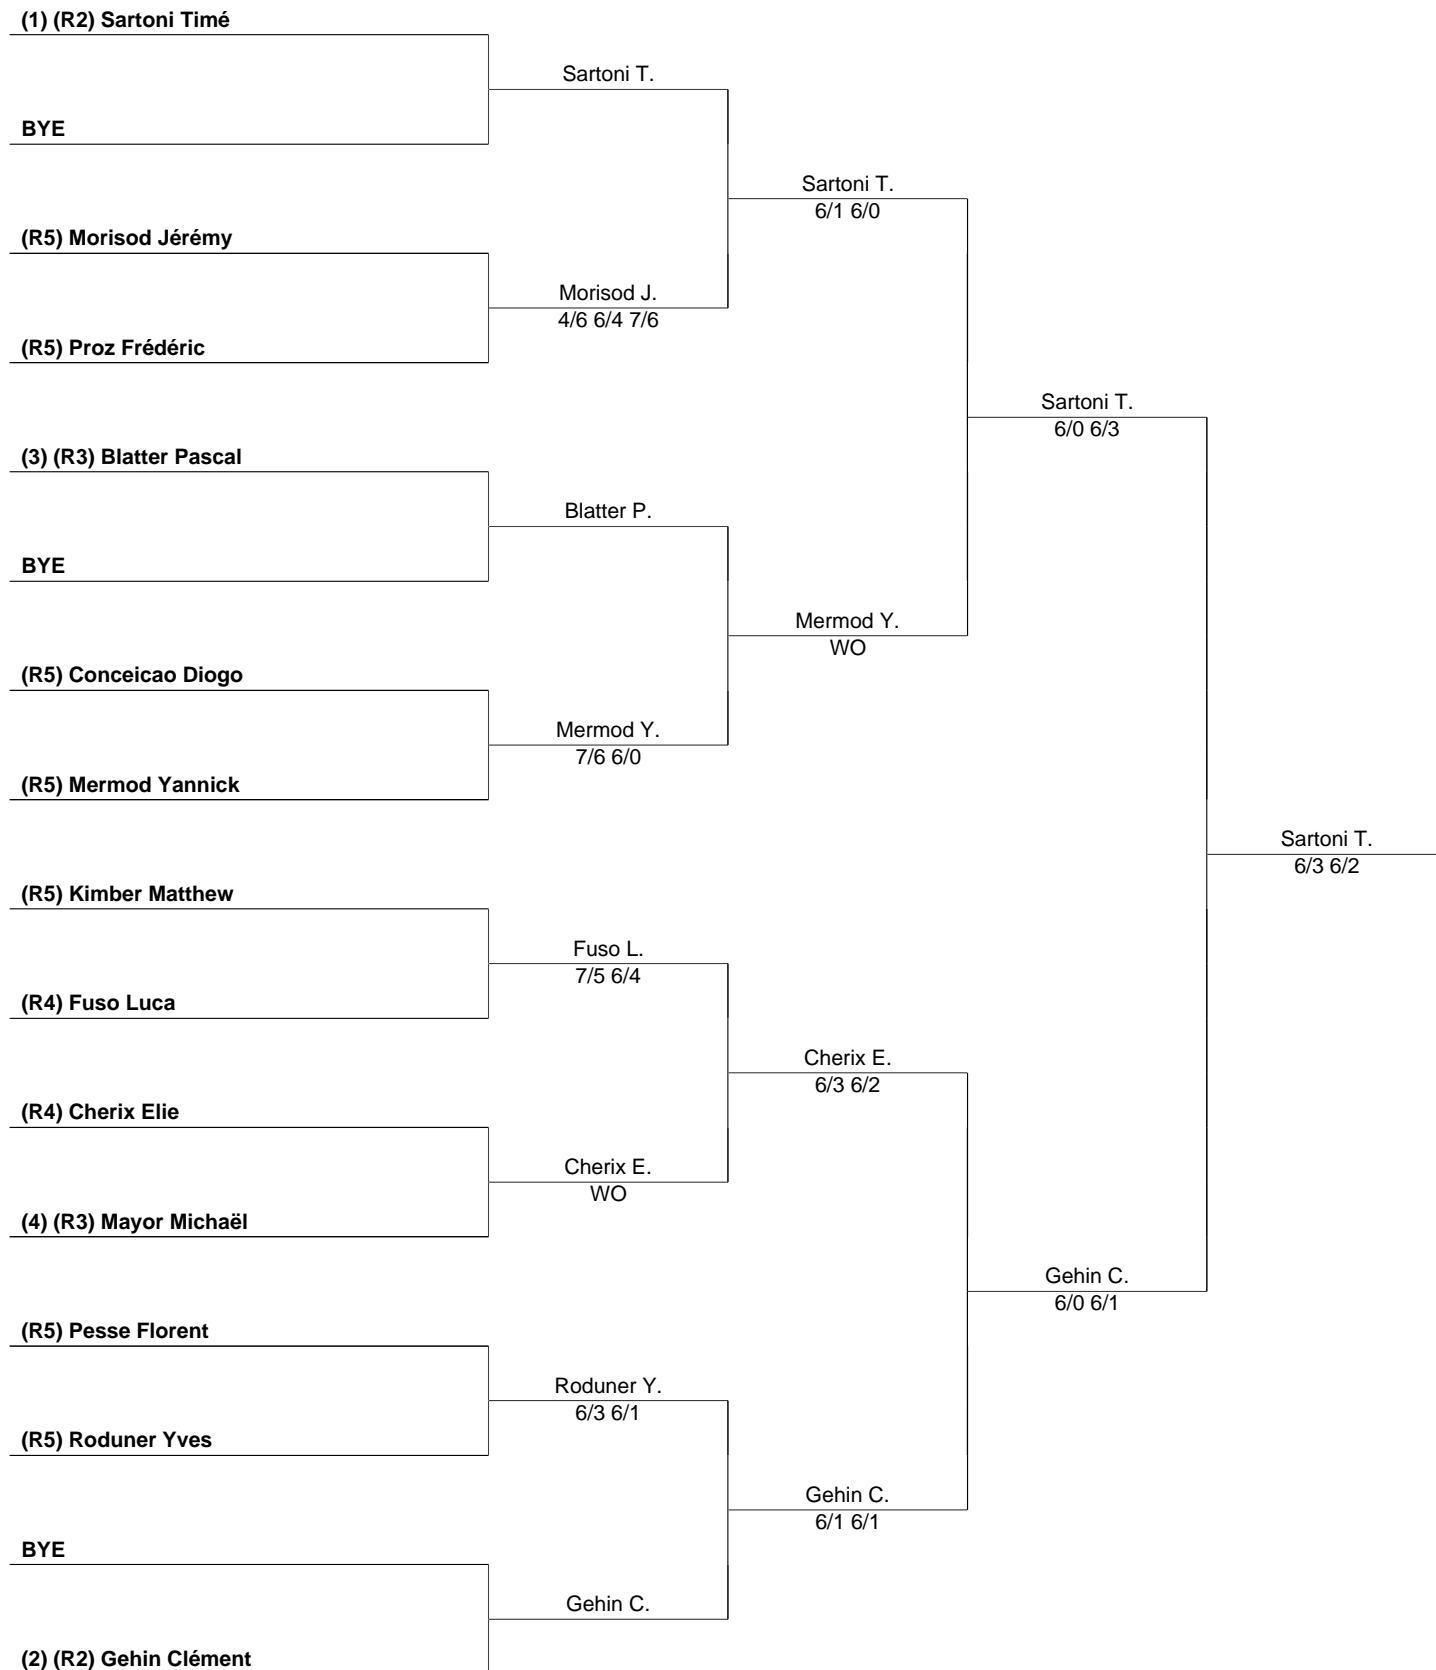 (1) (R2) Sartoni Timé
Sartoni T.
BYE
Sartoni T.
6/1 6/0
(R5) Morisod Jérémy
Morisod J.
4/6 6/4 7/6
(R5) Proz Frédéric
Sartoni T.
6/0 6/3
(3) (R3) Blatter Pascal
Blatter P.
BYE
Mermod Y.
WO
(R5) Conceicao Diogo
Mermod Y.
7/6 6/0
(R5) Mermod Yannick
Sartoni T.
6/3 6/2
(R5) Kimber Matthew
Fuso L.
7/5 6/4
(R4) Fuso Luca
Cherix E.
6/3 6/2
(R4) Cherix Elie
Cherix E.
WO
(4) (R3) Mayor Michaël
Gehin C.
6/0 6/1
(R5) Pesse Florent
Roduner Y.
6/3 6/1
(R5) Roduner Yves
Gehin C.
6/1 6/1
BYE
Gehin C.
(2) (R2) Gehin Clément